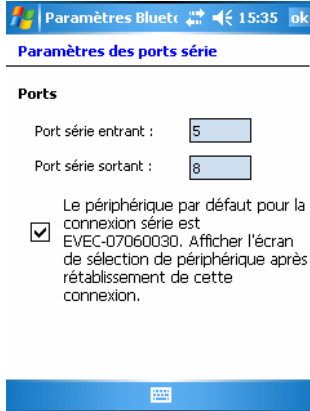 Paramètres Bluet 15:35 ok
Paramètres des ports série
Ports
Port série entrant : 5
Port série sortant : 8
Le périphérique par défaut pour la
connexion série est
EVEC-07060030. Afficher l'écran
de sélection de périphérique après
rétablissement de cette
connexion.